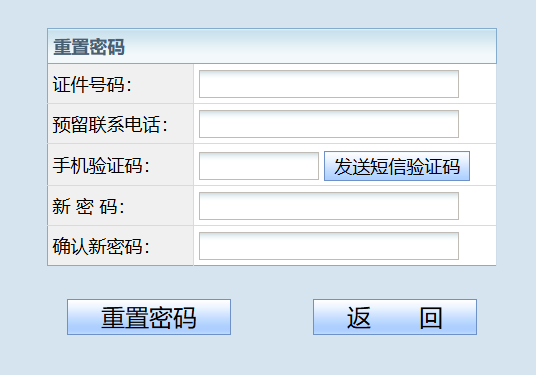 重置密码
证件号码：
预留联系电话：
手机验证码： 发送短信验证码
新 密 码：
确认新密码：
重置密码 返 回